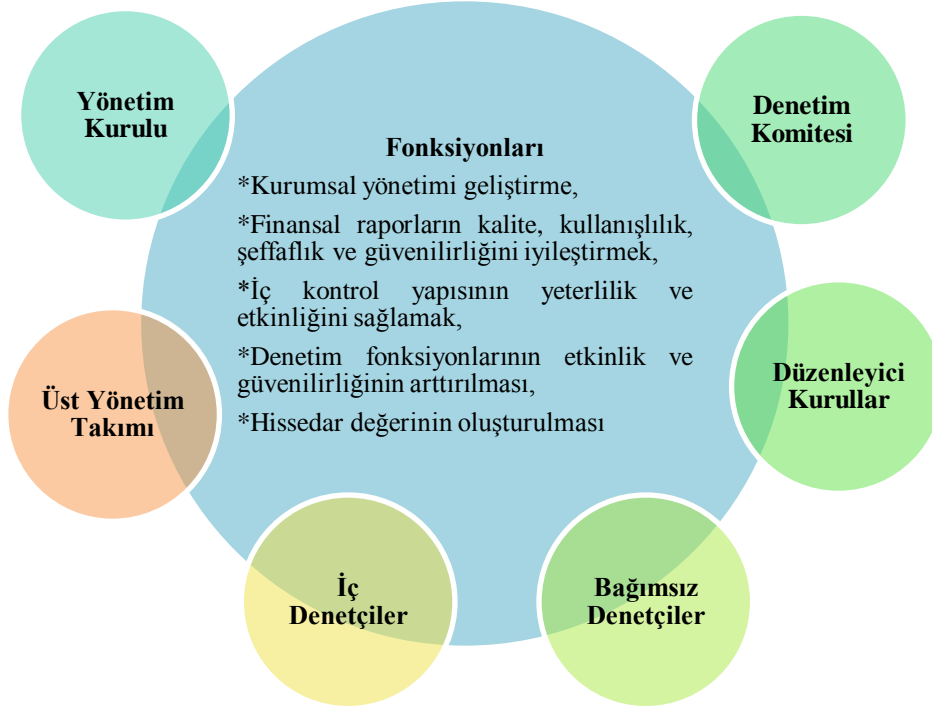 Yönetim
Kurulu
Denetim
Komitesi
Fonksiyonları
*Kurumsal yönetimi geliştirme,
*Finansal raporların kalite, kullanışlılık,
şeffaflık ve güvenilirliğini iyileştirmek,
*İç kontrol yapısının yeterlilik ve
etkinliğini sağlamak,
*Denetim fonksiyonlarının etkinlik ve
güvenilirliğinin arttırılması,
*Hissedar değerinin oluşturulması
Üst Yönetim
Takımı
Düzenleyici
Kurullar
İç
Denetçiler
Bağımsız
Denetçiler